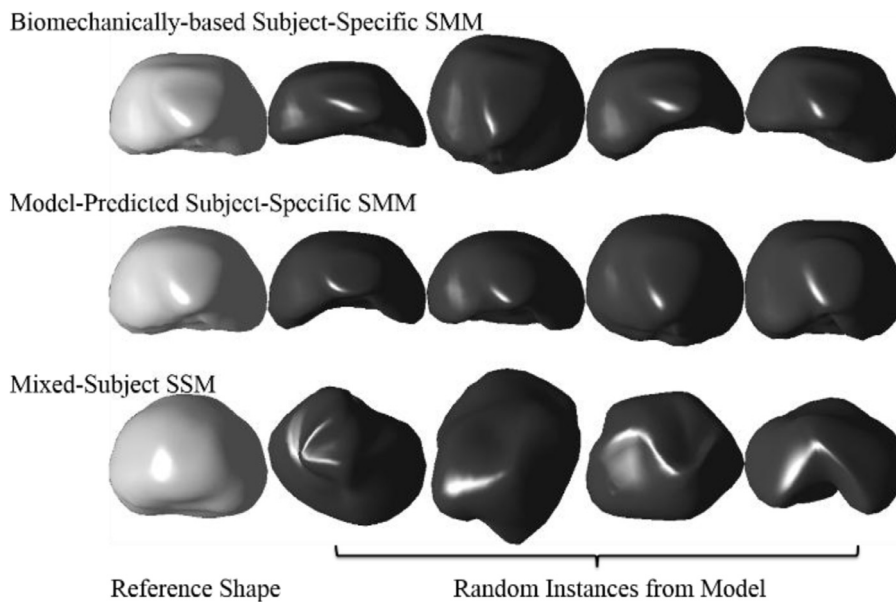 Biomechanically-based Subject-Specific SMM
Model-Predicted Subject-Specific SMM
Mixed-Subject SSM
Reference Shape
Random Instances from Model